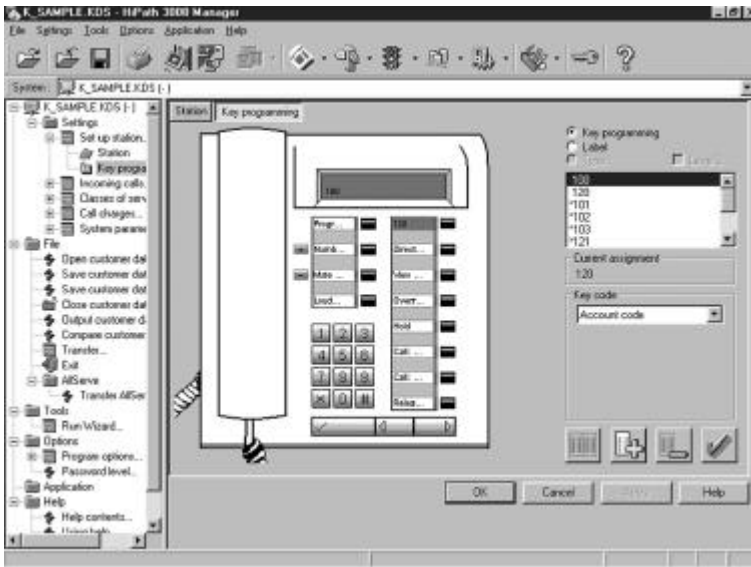 K_SAMPLE.KDS - HiPath 3000 Manager
File Settings Tools Options Application Help
System: K_SAMPLE.KDS (-)
K_SAMPLE.KDS (-)
Settings
Set up station..
Station
Key progra
Incoming calls..
Classes of serv
Call charges...
System parame
File
Open customer dat
Save customer dat
Save customer dat
Close customer dat
Output customer d
Compare customer
Transfer...
Exit
AllServe
Transfer AllSer
Tools
Run Wizard...
Options
Program options...
Password level...
Application
Help
Help contents...
Using help
Station Key programming
100
Progr...
Numb...
Mute ...
Loud...
120
Direct...
View ...
Overr...
Hold
Call ...
Call ...
Relea...
1 2 3
4 5 6
7 8 9
0 #
Key programming
Label
*100
120
*101
*102
*103
*121
Current assignment
120
Key code
Account code
OK Cancel Help